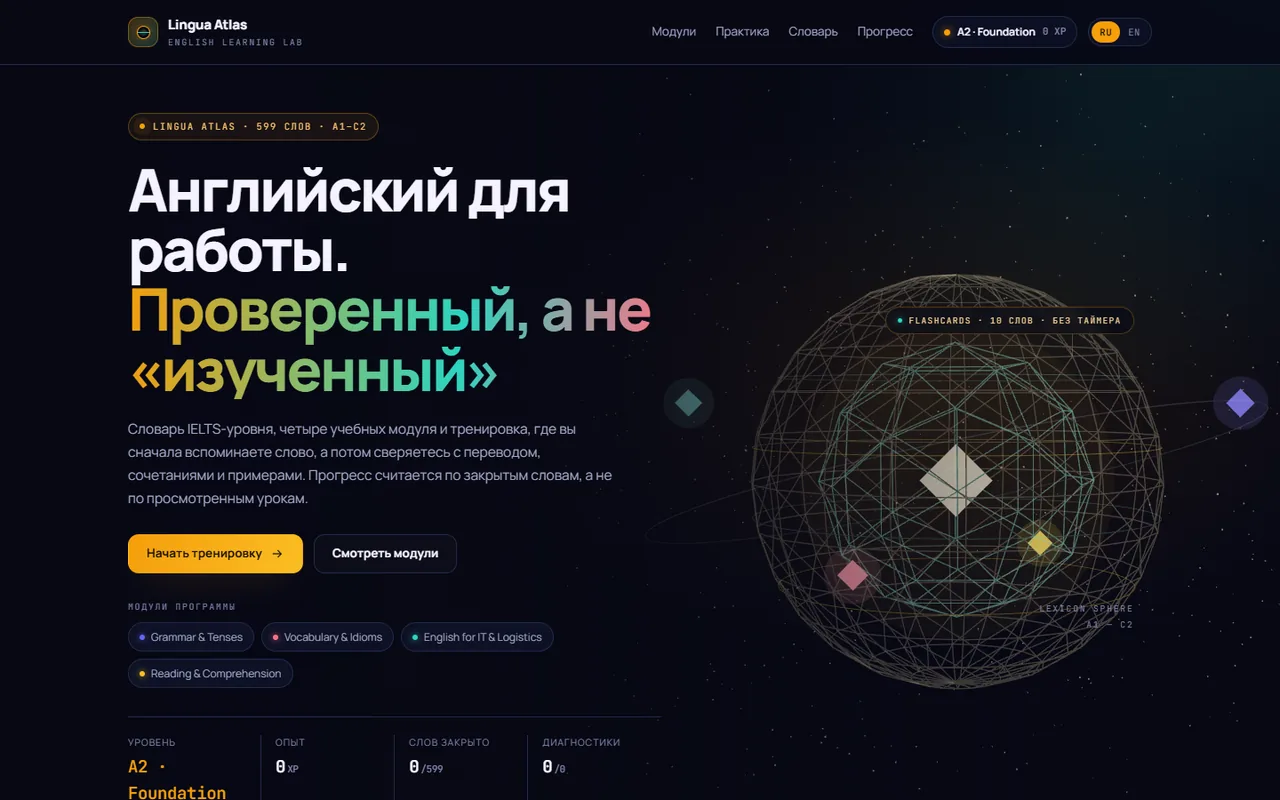 Lingua Atlas
ENGLISH LEARNING LAB
Модули Практика Словарь Прогресс A2 · Foundation 0 XP RU EN
LINGUA ATLAS · 599 СЛОВ · A1–C2
Английский для
работы.
Проверенный, а не
«изученный»
Словарь IELTS-уровня, четыре учебных модуля и тренировка, где вы
сначала вспоминаете слово, а потом сверяетесь с переводом,
сочетаниями и примерами. Прогресс считается по закрытым словам, а не
по просмотренным урокам.
Начать тренировку → Смотреть модули
МОДУЛИ ПРОГРАММЫ
Grammar & Tenses Vocabulary & Idioms English for IT & Logistics
Reading & Comprehension
УРОВЕНЬ ОПЫТ СЛОВ ЗАКРЫТО ДИАГНОСТИКИ
A2 · 0 XP 0 /599 0 /0
Foundation
FLASHCARDS · 10 СЛОВ · БЕЗ ТАЙМЕРА
LEXICON SPHERE
A1 — C2